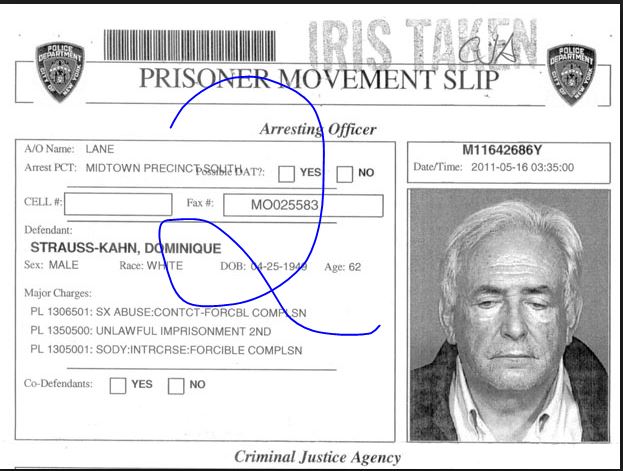 IRIS TAKEN
POLICE DEPARTMENT CITY OF NEW YORK
POLICE DEPARTMENT CITY OF NEW YORK
PRISONER MOVEMENT SLIP
Arresting Officer
A/O Name: LANE
Arrest PCT: MIDTOWN PRECINCT SOUTH Possible DAT?: YES NO
CELL #: Fax #: MO025583
Defendant:
STRAUSS-KAHN, DOMINIQUE
Sex: MALE Race: WHITE DOB: 04-25-1949 Age: 62
Major Charges:
PL 1306501: SX ABUSE:CONTCT-FORCBL COMPLSN
PL 1350500: UNLAWFUL IMPRISONMENT 2ND
PL 1305001: SODY:INTRCRSE:FORCIBLE COMPLSN
Co-Defendants: YES NO
M11642686Y
Date/Time: 2011-05-16 03:35:00
Criminal Justice Agency